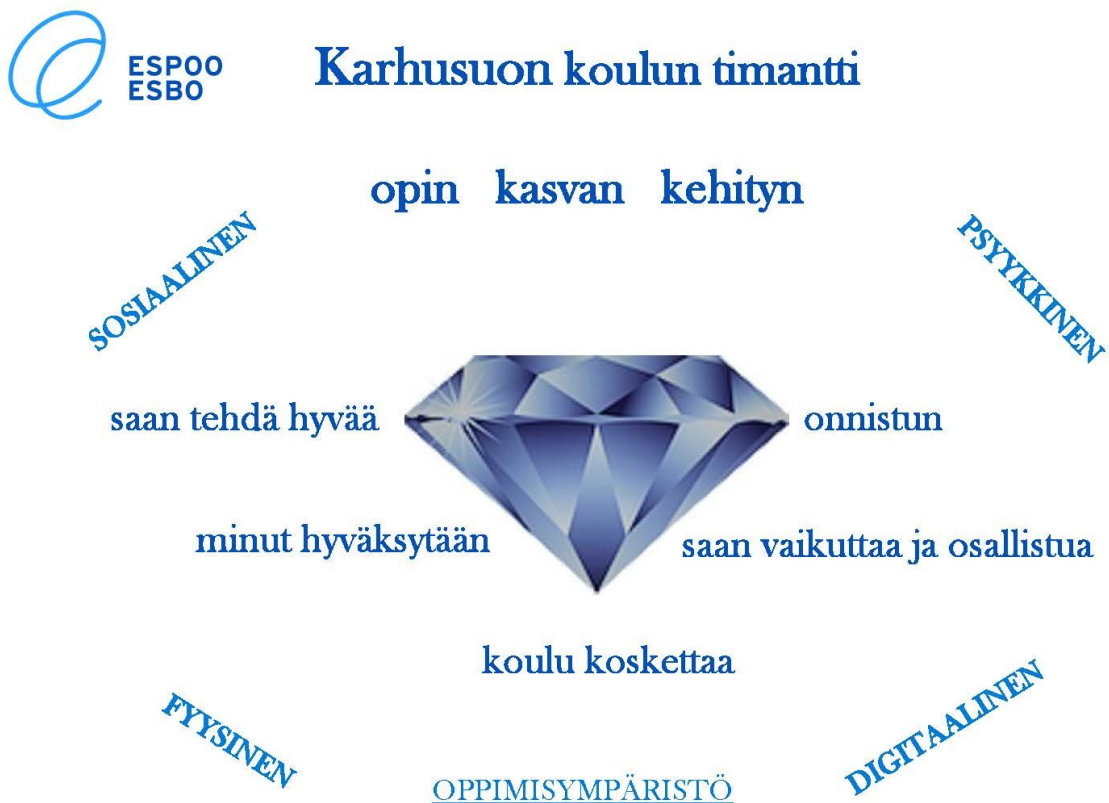 ESPOO
ESBO
Karhusuon koulun timantti
opin kasvan kehityn
SOSIAALINEN
PSYYKKINEN
saan tehdä hyvää
onnistun
minut hyväksytään
saan vaikuttaa ja osallistua
koulu koskettaa
FYYSINEN
DIGITAALINEN
OPPIMISYMPÄRISTÖ